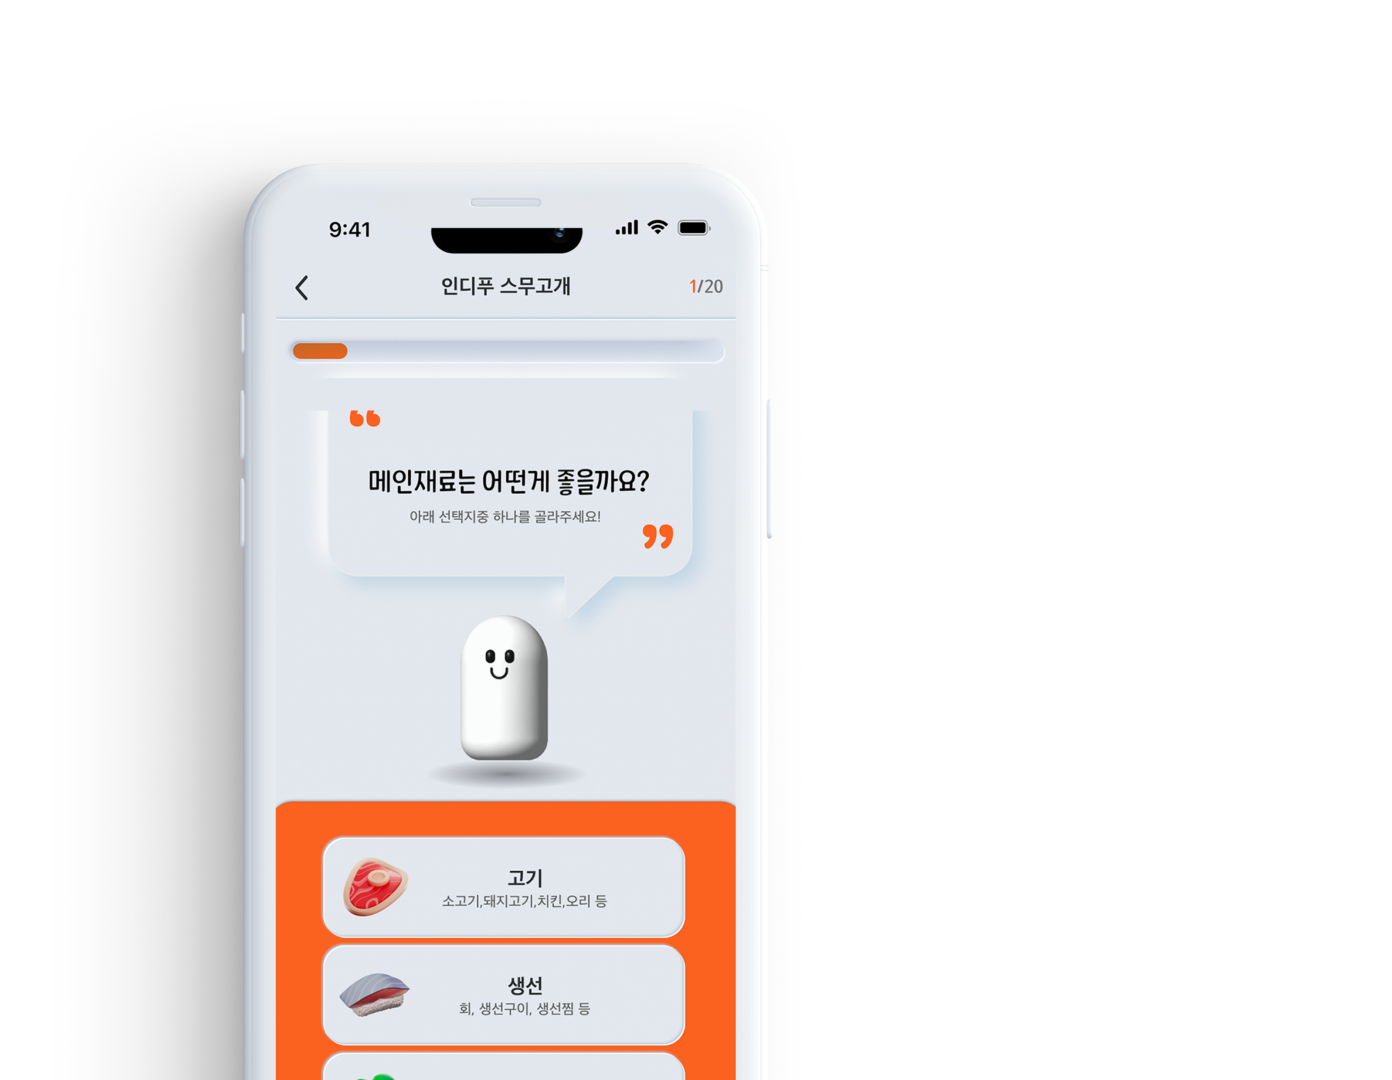 9:41
인디푸 스무고개
1/20
메인재료는 어떤게 좋을까요?
아래 선택지중 하나를 골라주세요!
고기
소고기,돼지고기,치킨,오리 등
생선
회, 생선구이, 생선찜 등